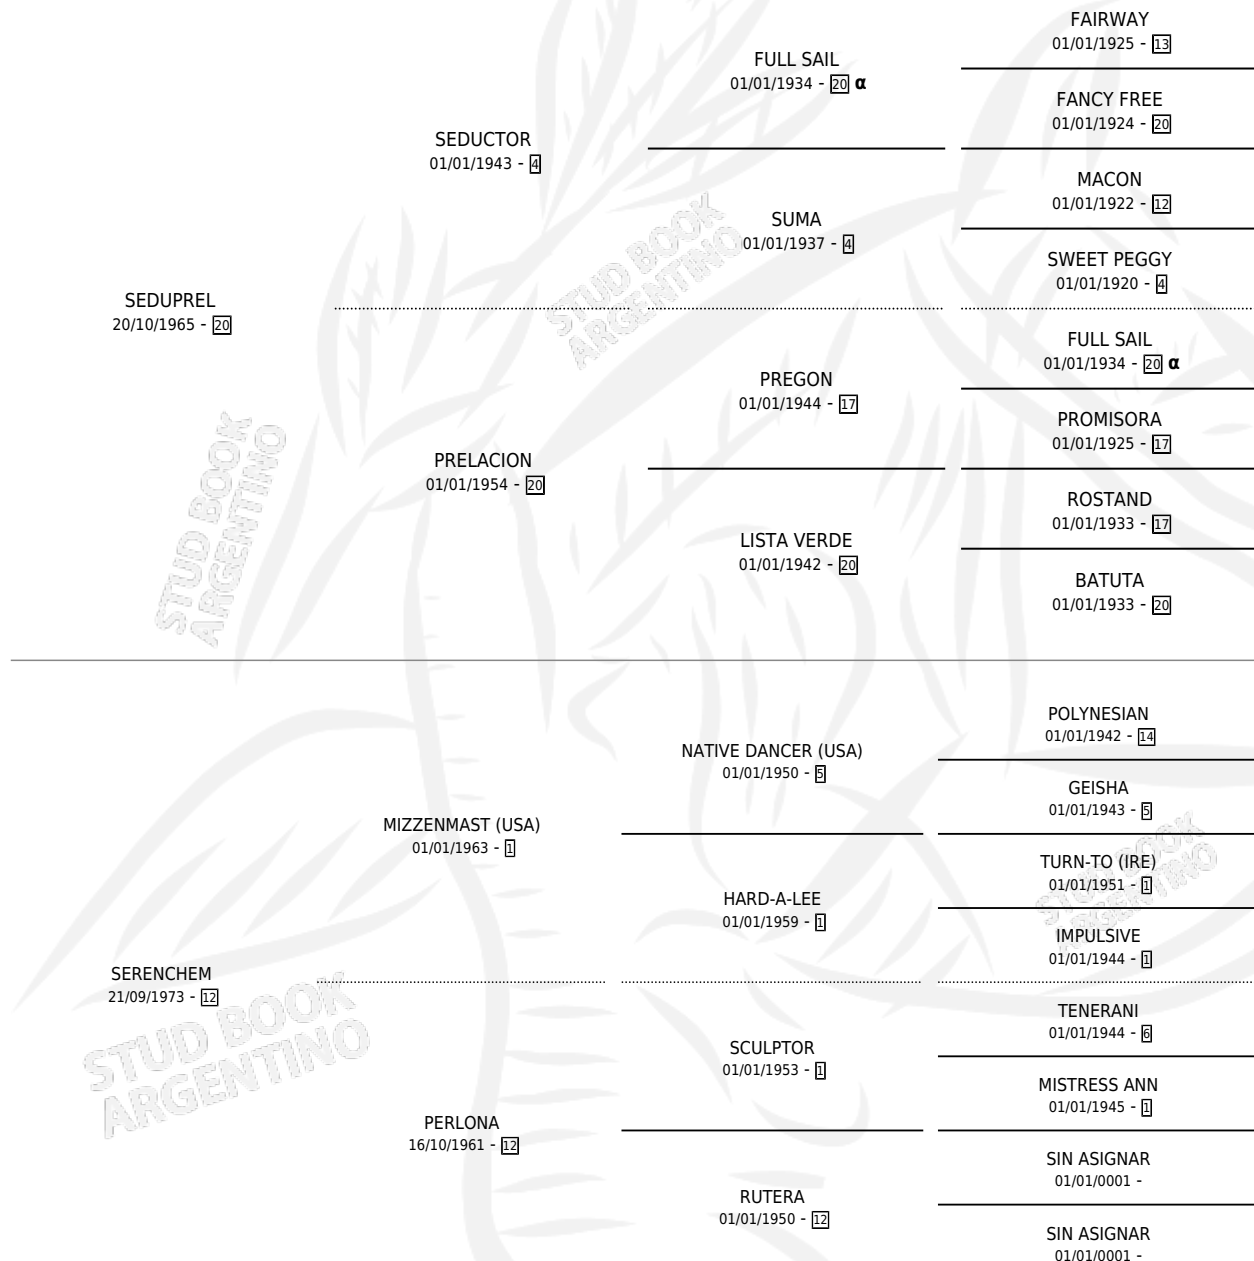 FAIRWAY
01/01/1925 - 13
FULL SAIL
01/01/1934 - 20 α
FANCY FREE
01/01/1924 - 20
SEDUCTOR
01/01/1943 - 4
MACON
01/01/1922 - 12
SUMA
01/01/1937 - 4
SWEET PEGGY
01/01/1920 - 4
SEDUPREL
20/10/1965 - 20
STUD BOOK
ARGENTINO
FULL SAIL
01/01/1934 - 20 α
PREGON
01/01/1944 - 17
PROMISORA
01/01/1925 - 17
PRELACION
01/01/1954 - 20
ROSTAND
01/01/1933 - 17
LISTA VERDE
01/01/1942 - 20
BATUTA
01/01/1933 - 20
STUD BOOK
ARGENTINO
POLYNESIAN
01/01/1942 - 14
NATIVE DANCER (USA)
01/01/1950 - 5
GEISHA
01/01/1943 - 5
MIZZENMAST (USA)
01/01/1963 - 1
TURN-TO (IRE)
01/01/1951 - 1
STUD BOOK
ARGENTINO
HARD-A-LEE
01/01/1959 - 1
IMPULSIVE
01/01/1944 - 1
SERENCHEM
21/09/1973 - 12
STUD BOOK
ARGENTINO
TENERANI
01/01/1944 - 6
SCULPTOR
01/01/1953 - 1
MISTRESS ANN
01/01/1945 - 1
PERLONA
16/10/1961 - 12
SIN ASIGNAR
01/01/0001 -
RUTERA
01/01/1950 - 12
SIN ASIGNAR
01/01/0001 -